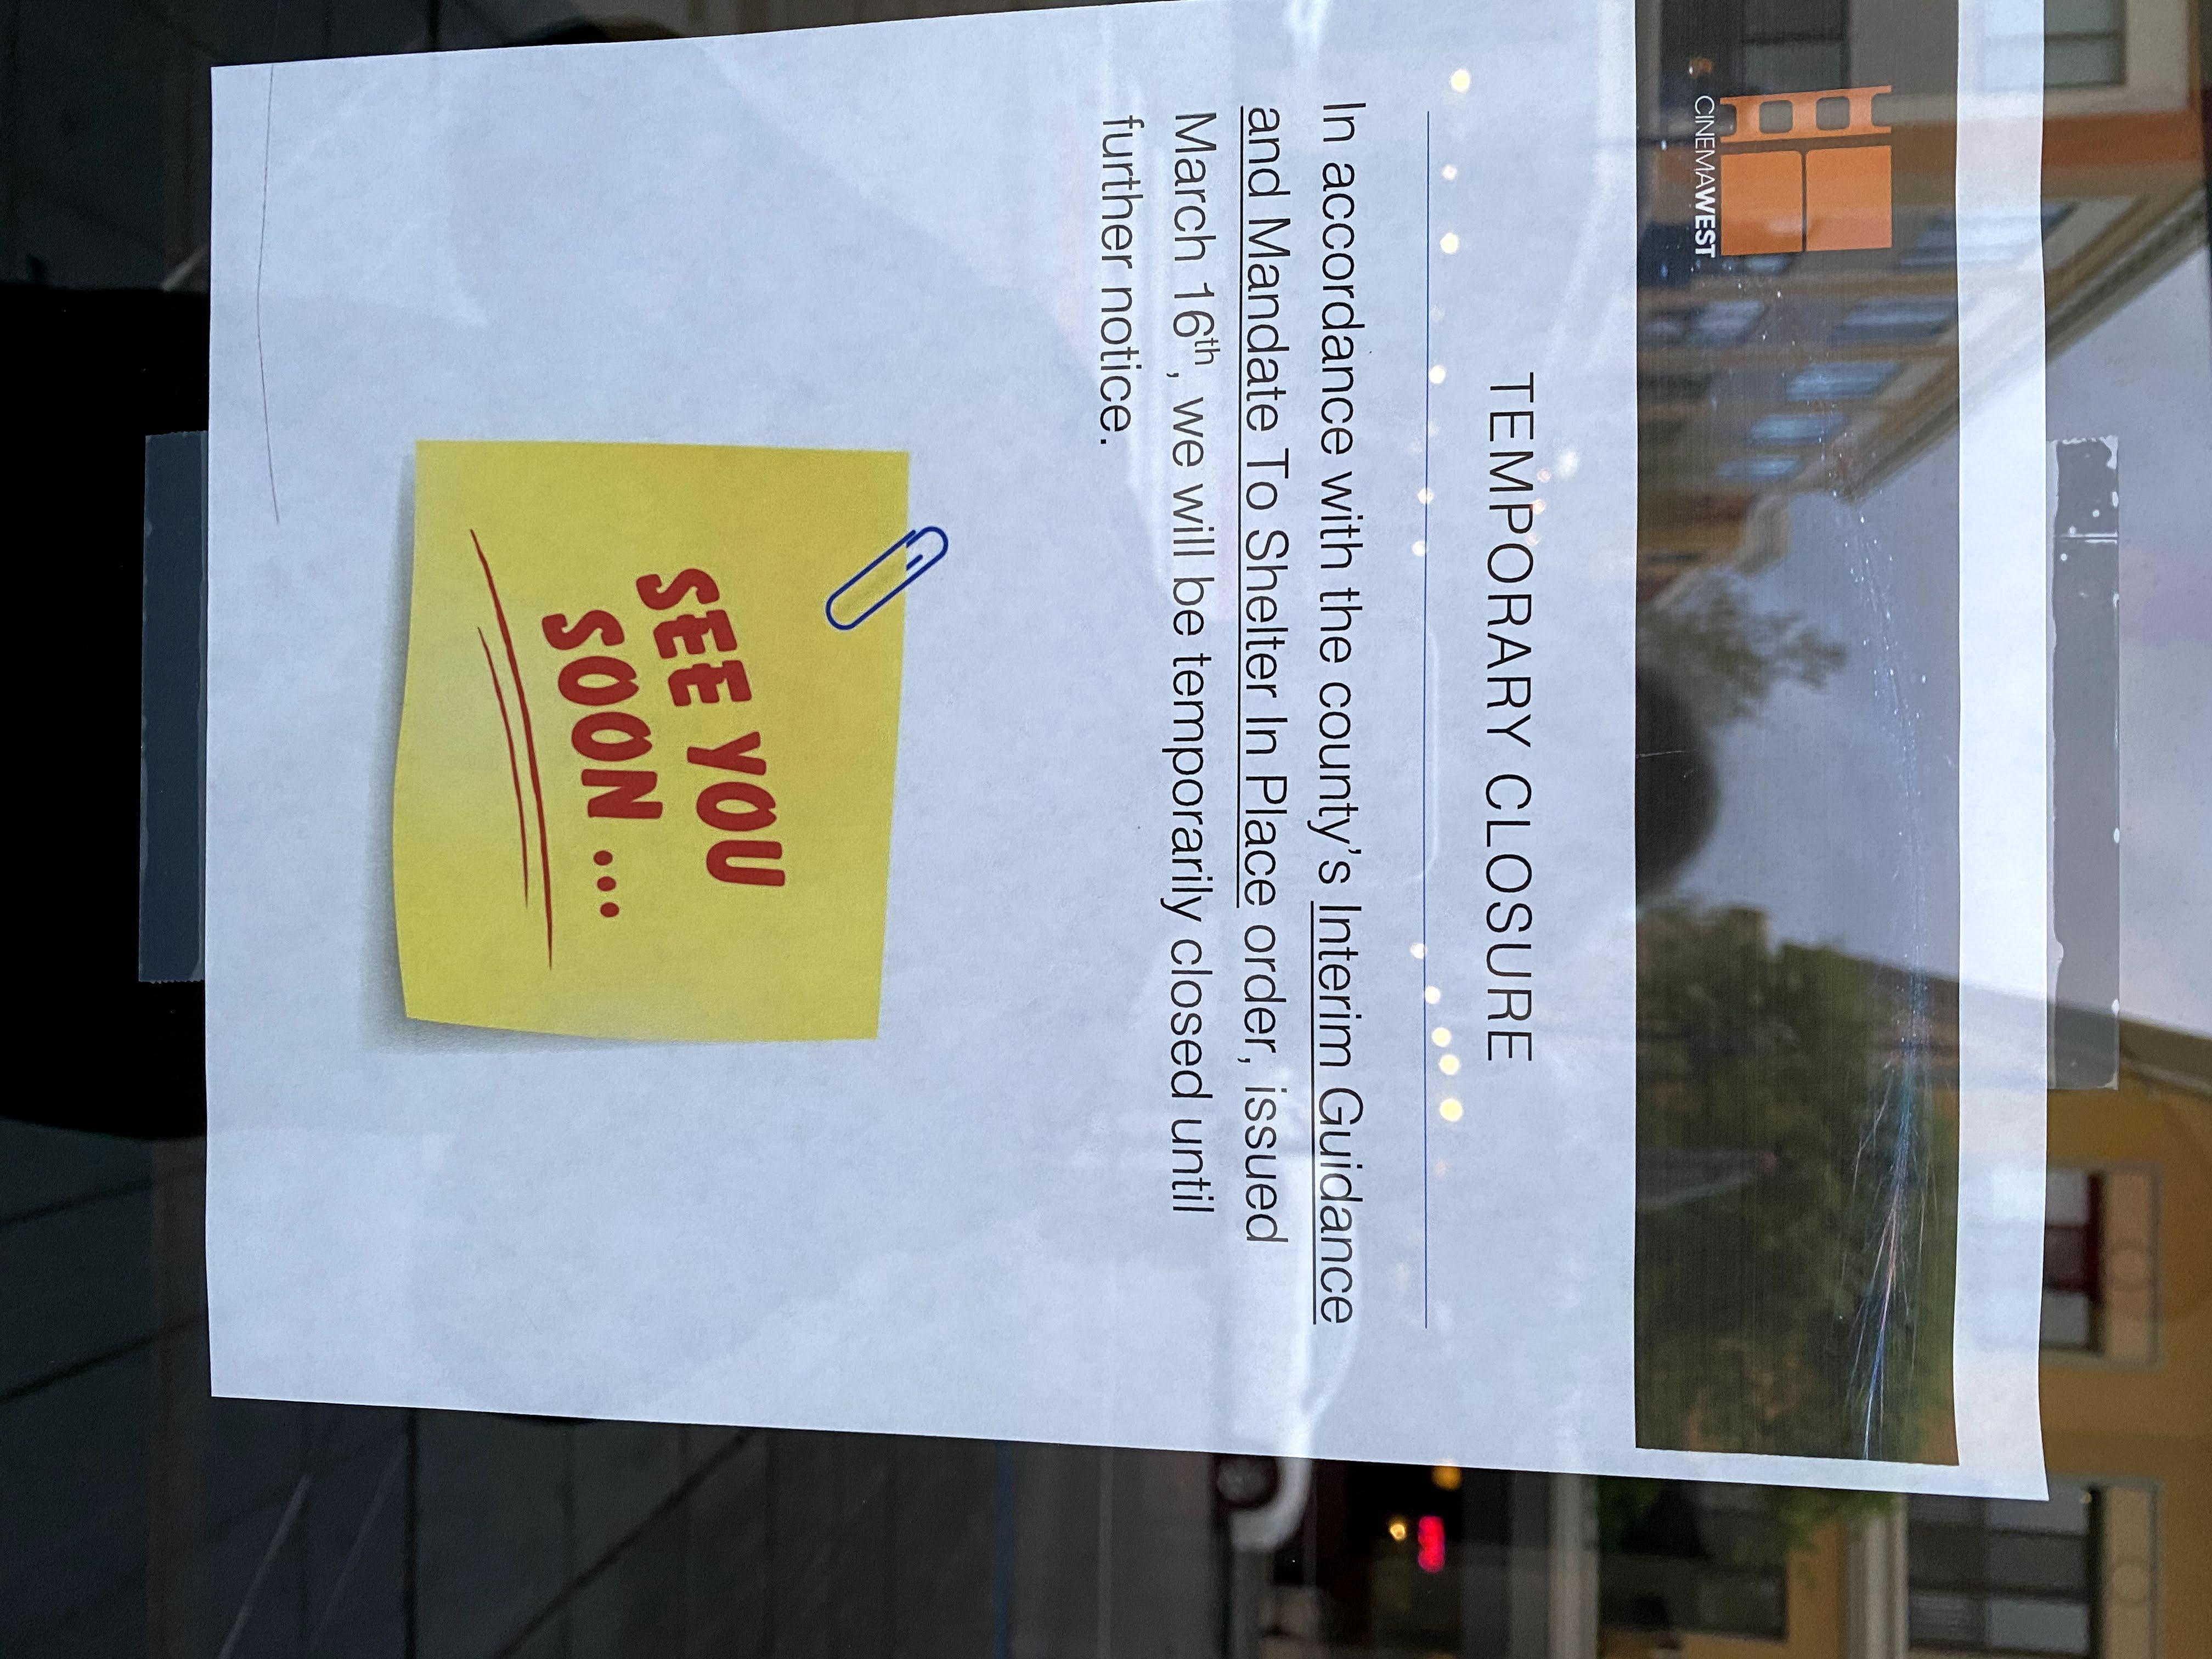 CINEMAWEST
TEMPORARY CLOSURE
In accordance with the county's Interim Guidance
and Mandate To Shelter In Place order, issued
March 16th, we will be temporarily closed until
further notice.
SEE YOU
SOON ...